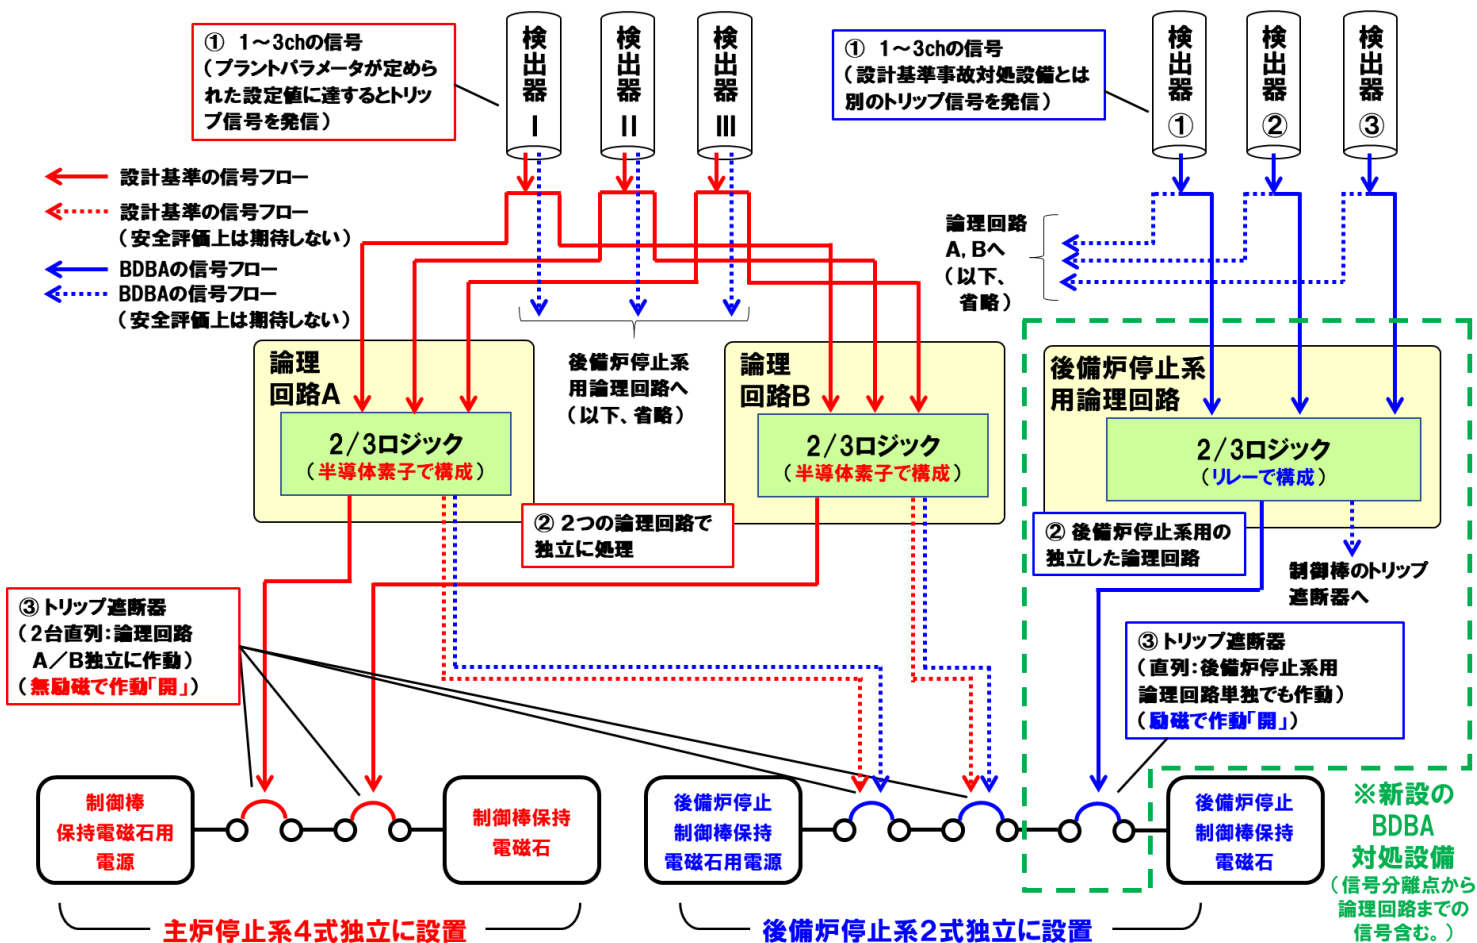 ① 1～3chの信号
（プラントパラメータが定めら
れた設定値に達するとトリッ
プ信号を発信）
検出器Ⅰ
検出器Ⅱ
検出器Ⅲ
① 1～3chの信号
（設計基準事故対処設備とは
別のトリップ信号を発信）
検出器①
検出器②
検出器③
設計基準の信号フロー
設計基準の信号フロー
（安全評価上は期待しない）
BDBAの信号フロー
BDBAの信号フロー
（安全評価上は期待しない）
論理回路
A，Bへ
（以下、
省略）
論理
回路A
2/3ロジック
（半導体素子で構成）
後備炉停止系
用論理回路へ
（以下、省略）
論理
回路B
2/3ロジック
（半導体素子で構成）
後備炉停止系
用論理回路
2/3ロジック
（リレーで構成）
② 2つの論理回路で
独立に処理
② 後備炉停止系用の
独立した論理回路
制御棒のトリップ
遮断器へ
③ トリップ遮断器
（2台直列：論理回路
A／B独立に作動）
（無励磁で作動「開」）
③ トリップ遮断器
（直列：後備炉停止系用
論理回路単独でも作動）
（励磁で作動「開」）
制御棒
保持電磁石用
電源
制御棒保持
電磁石
後備炉停止
制御棒保持
電磁石用電源
後備炉停止
制御棒保持
電磁石
※新設の
BDBA
対処設備
（信号分離点から
論理回路までの
信号含む。）
主炉停止系4式独立に設置
後備炉停止系2式独立に設置